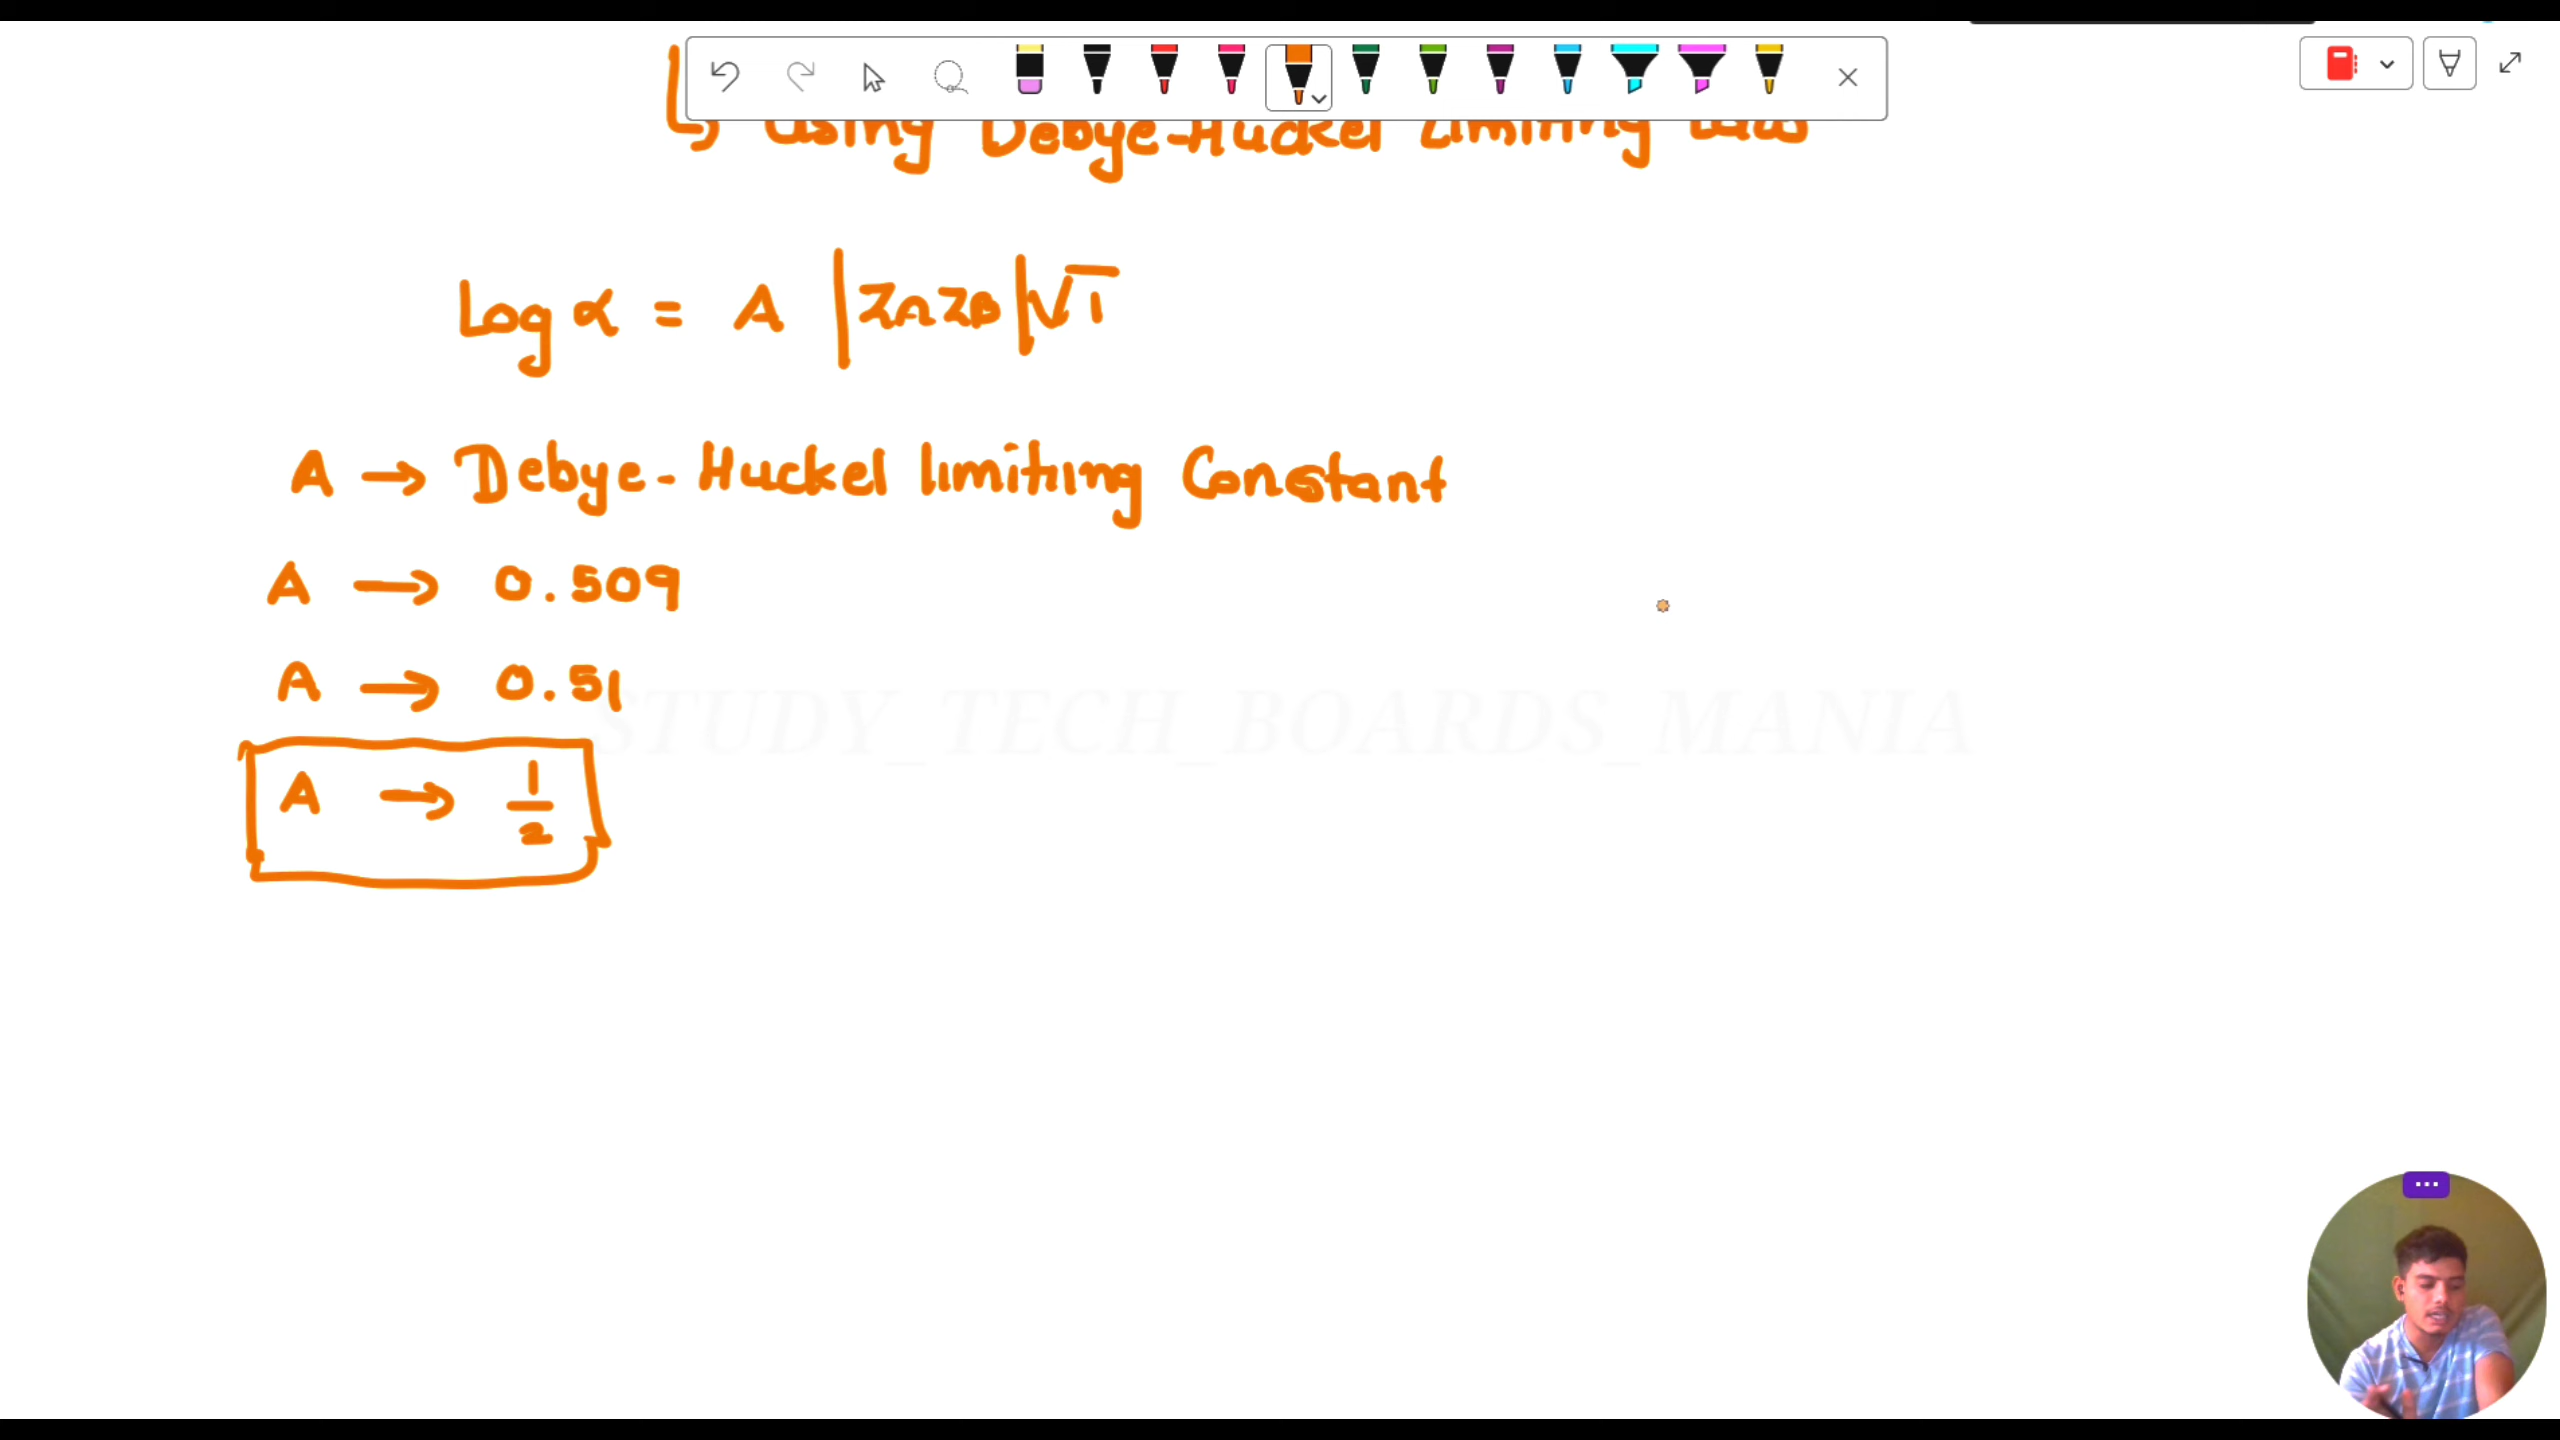 Using Debye-Huckel Limiting Law
Log α = A |ZAZB|√I
A → Debye-Huckel limiting Constant
A → 0.509
A → 0.51
STUDY_TECH_BOARDS_MANIA
A → 1/2